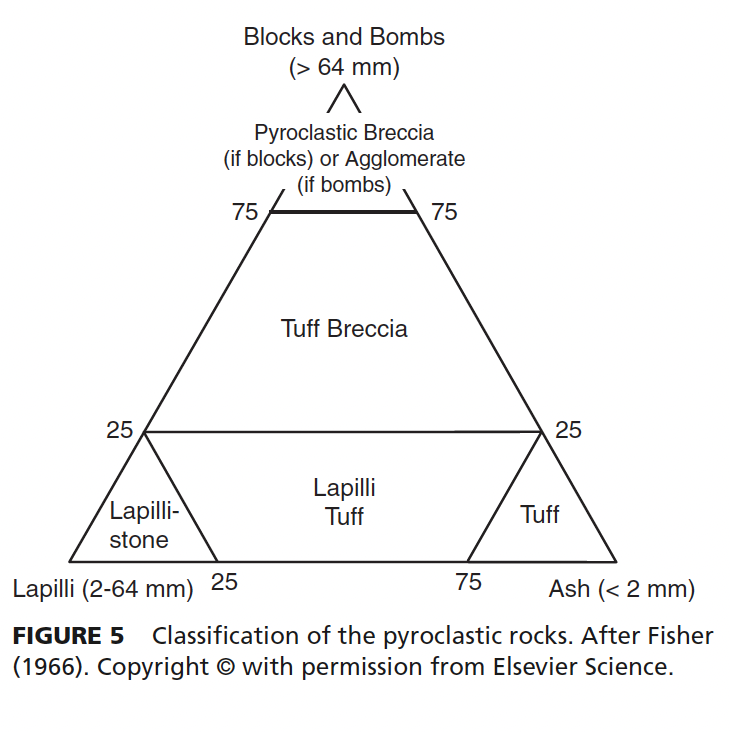 Blocks and Bombs
(> 64 mm)
Pyroclastic Breccia
(if blocks) or Agglomerate
(if bombs)
75 75
Tuff Breccia
25 25
Lapilli
Tuff
Lapilli-
stone
Tuff
Lapilli (2-64 mm) 25 75 Ash (< 2 mm)
FIGURE 5 Classification of the pyroclastic rocks. After Fisher
(1966). Copyright © with permission from Elsevier Science.